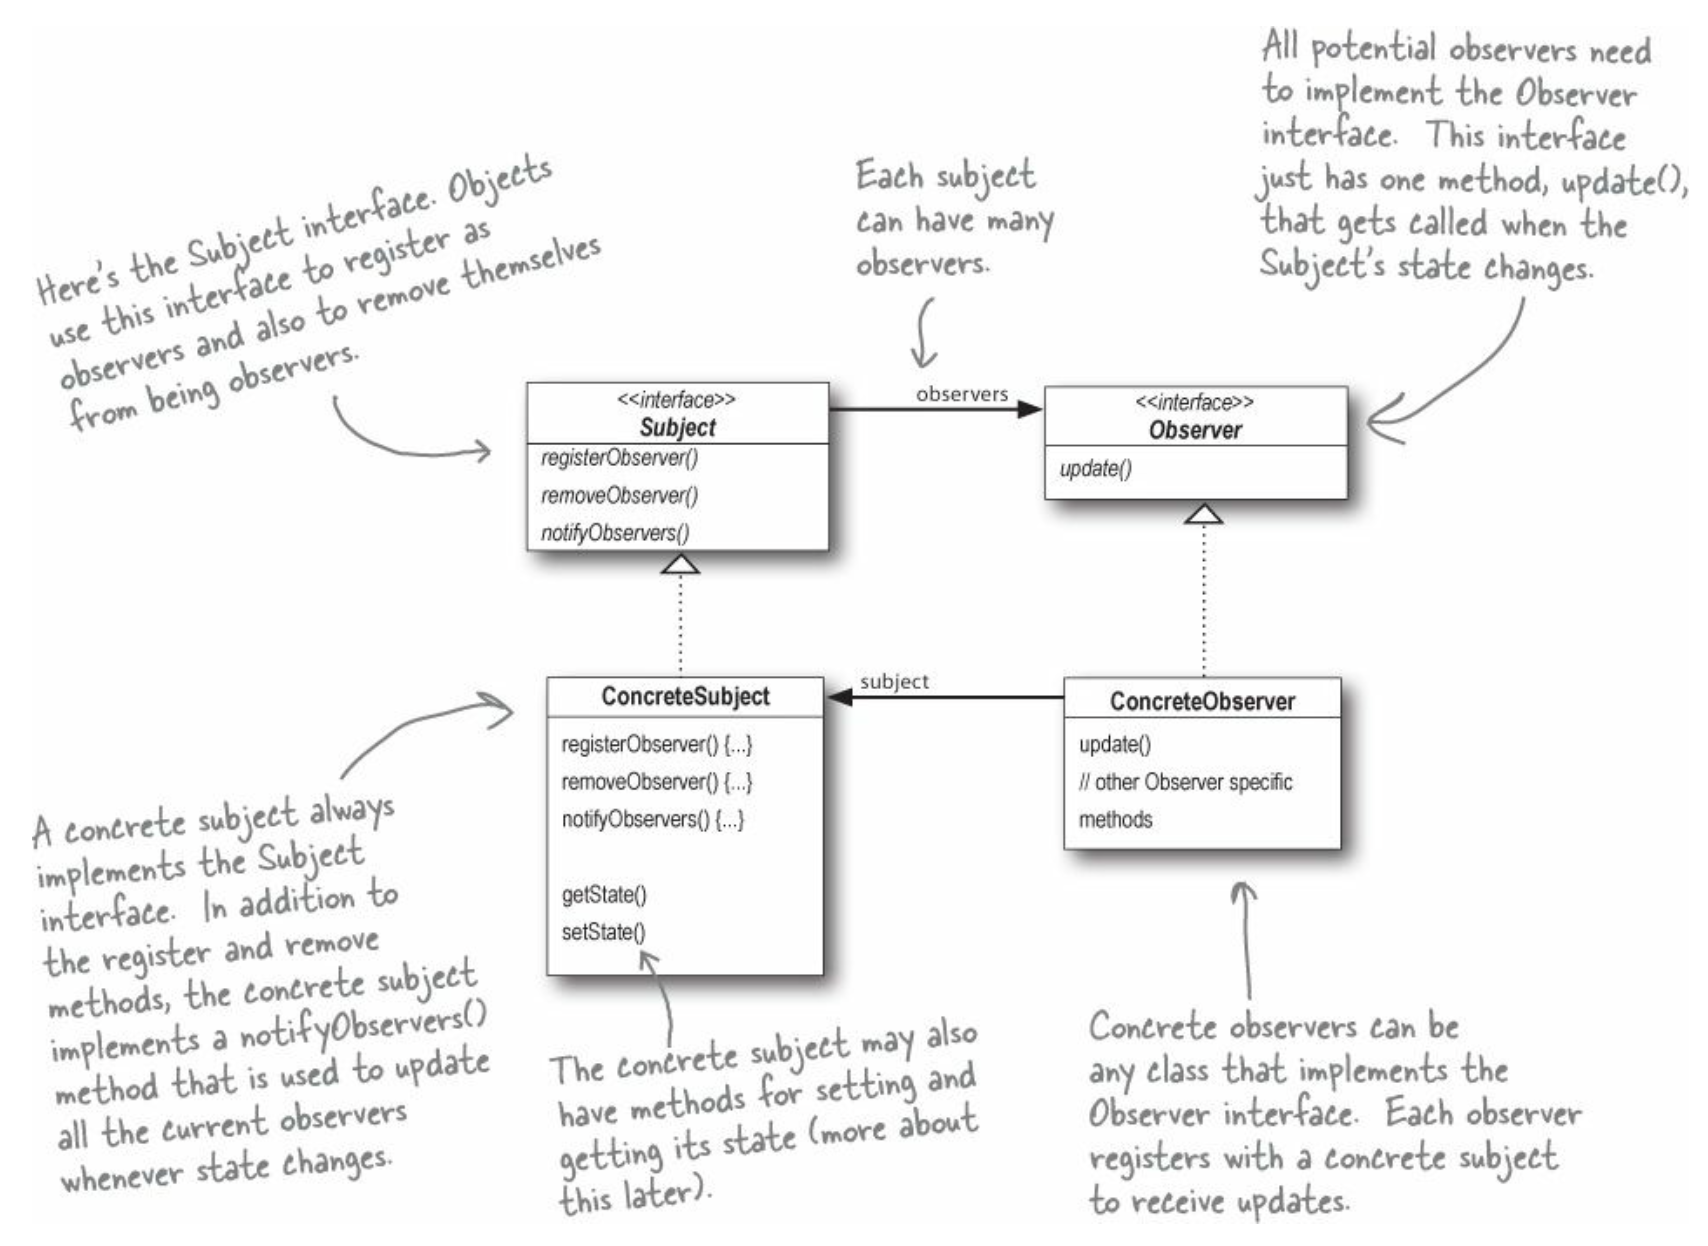 All potential observers need
to implement the Observer
interface. This interface
just has one method, update(),
that gets called when the
Subject's state changes.
Each subject
can have many
observers.
Here's the Subject interface. Objects
use this interface to register as
observers and also to remove themselves
from being observers.
<<interface>>
Subject
registerObserver()
removeObserver()
notifyObservers()
observers
<<interface>>
Observer
update()
ConcreteSubject
registerObserver() {...}
removeObserver() {...}
notifyObservers() {...}
getState()
setState()
subject
ConcreteObserver
update()
// other Observer specific
methods
A concrete subject always
implements the Subject
interface. In addition to
the register and remove
methods, the concrete subject
implements a notifyObservers()
method that is used to update
all the current observers
whenever state changes.
The concrete subject may also
have methods for setting and
getting its state (more about
this later).
Concrete observers can be
any class that implements the
Observer interface. Each observer
registers with a concrete subject
to receive updates.